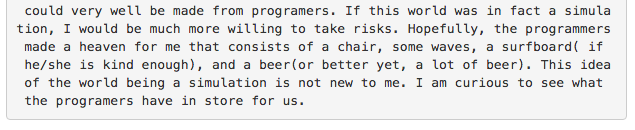 could very well be made from programers. If this world was in fact a simula
tion, I would be much more willing to take risks. Hopefully, the programmers
made a heaven for me that consists of a chair, some waves, a surfboard( if
he/she is kind enough), and a beer(or better yet, a lot of beer). This idea
of the world being a simulation is not new to me. I am curious to see what
the programers have in store for us.